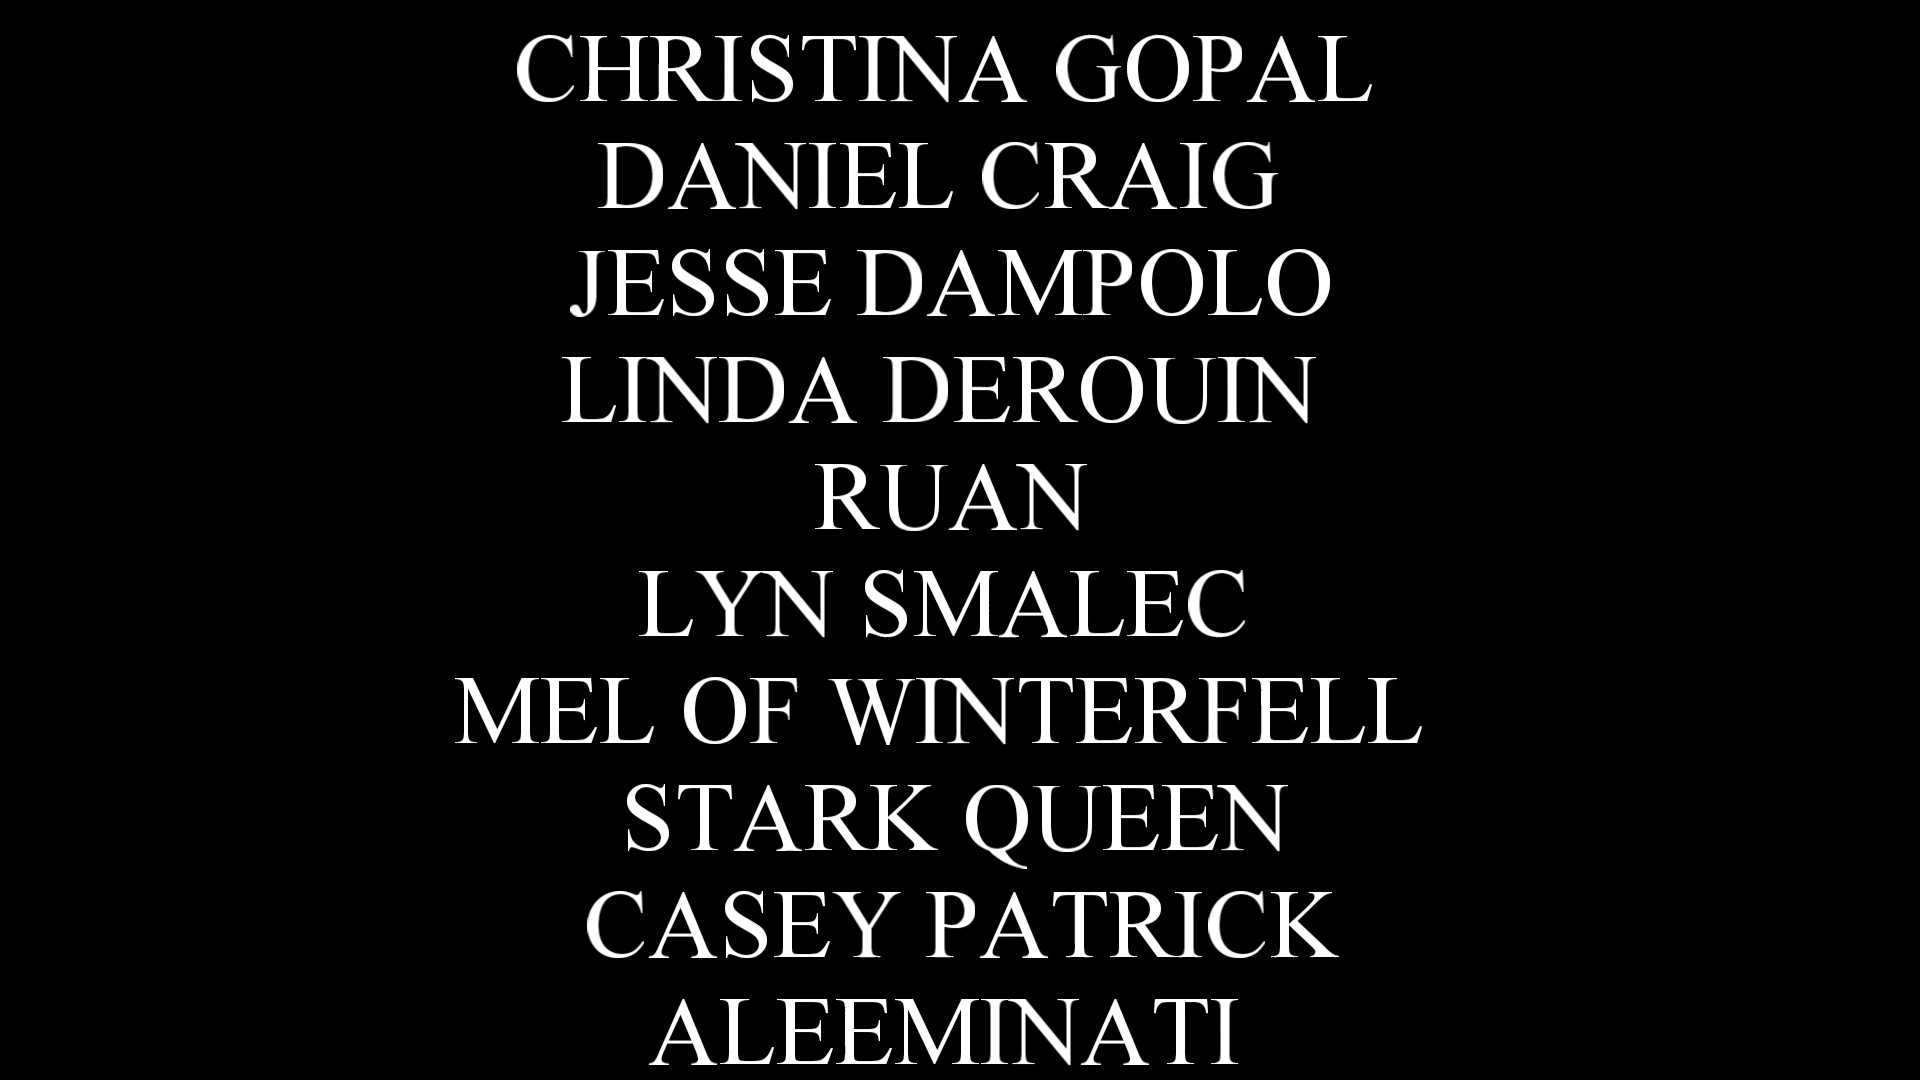 CHRISTINA GOPAL
DANIEL CRAIG
JESSE DAMPOLO
LINDA DEROUIN
RUAN
LYN SMALEC
MEL OF WINTERFELL
STARK QUEEN
CASEY PATRICK
ALEEMINATI